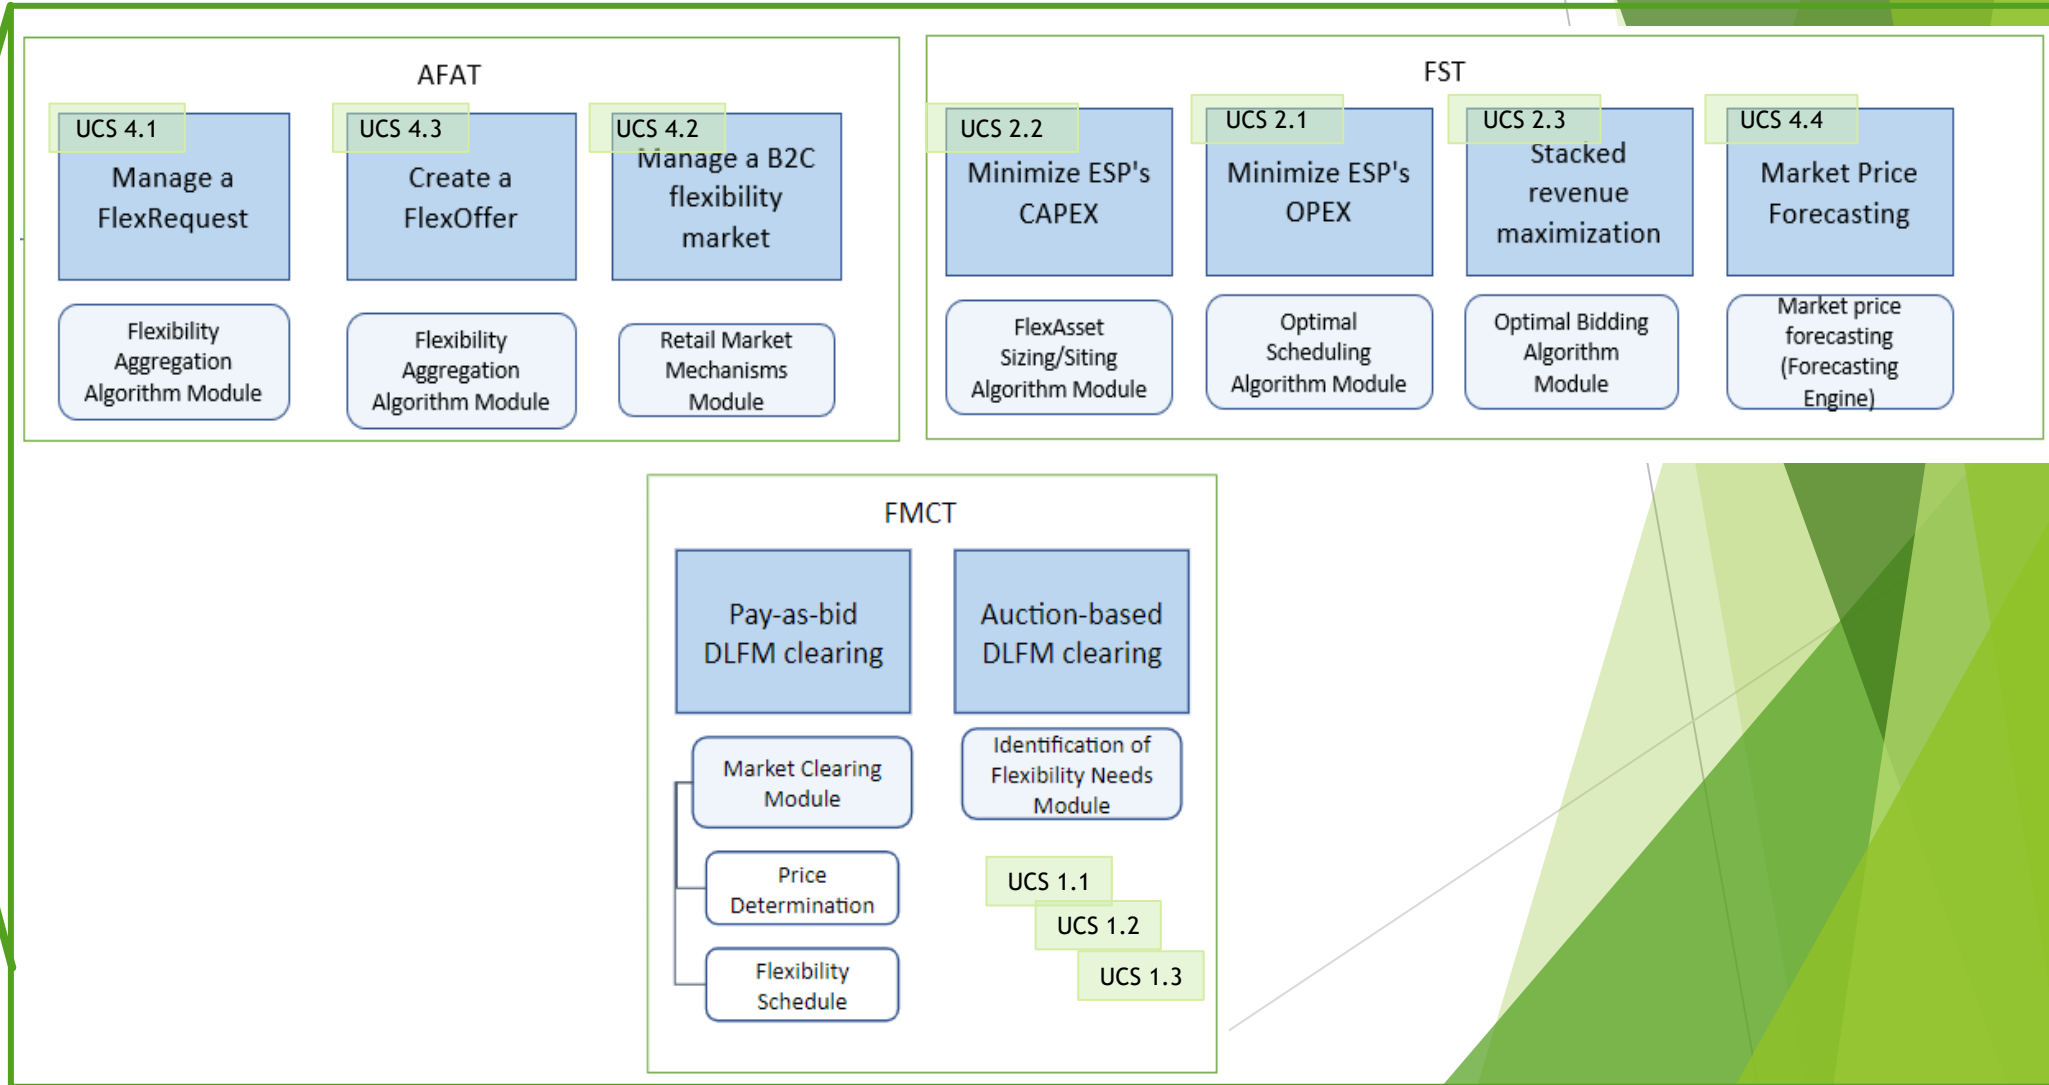 AFAT
UCS 4.1
Manage a
FlexRequest
Flexibility
Aggregation
Algorithm Module
UCS 4.3
Create a
FlexOffer
Flexibility
Aggregation
Algorithm Module
UCS 4.2
Manage a B2C
flexibility
market
Retail Market
Mechanisms
Module
FST
UCS 2.2
Minimize ESP's
CAPEX
FlexAsset
Sizing/Siting
Algorithm Module
UCS 2.1
Minimize ESP's
OPEX
Optimal
Scheduling
Algorithm Module
UCS 2.3
Stacked
revenue
maximization
Optimal Bidding
Algorithm
Module
UCS 4.4
Market Price
Forecasting
Market price
forecasting
(Forecasting
Engine)
FMCT
Pay-as-bid
DLFM clearing
Market Clearing
Module
Price
Determination
Flexibility
Schedule
Auction-based
DLFM clearing
Identification of
Flexibility Needs
Module
UCS 1.1
UCS 1.2
UCS 1.3